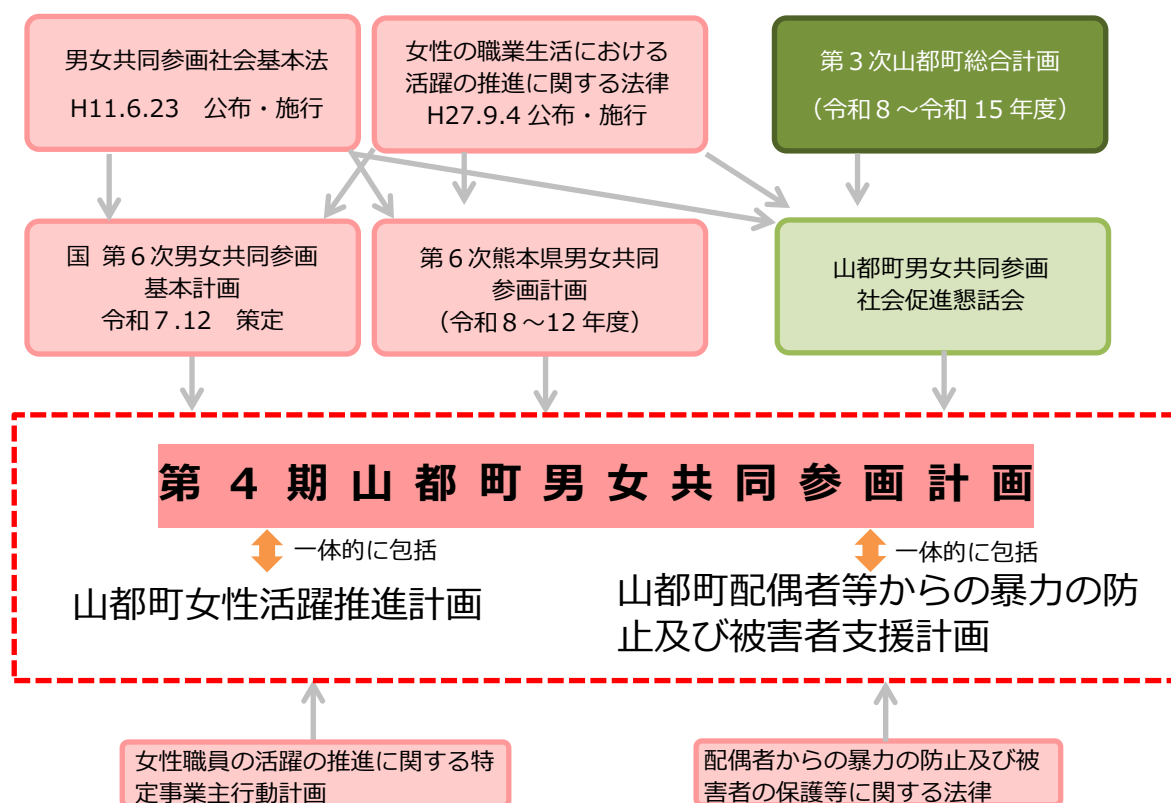 男女共同参画社会基本法
H11.6.23　公布・施行
女性の職業生活における
活躍の推進に関する法律
H27.9.4 公布・施行
第３次山都町総合計画
（令和８～令和 15 年度）
国 第６次男女共同参画
基本計画
令和７.12　策定
第６次熊本県男女共同
参画計画
（令和８～12 年度）
山都町男女共同参画
社会促進懇話会
第４期山都町男女共同参画計画
一体的に包括
一体的に包括
山都町女性活躍推進計画
山都町配偶者等からの暴力の防
止及び被害者支援計画
女性職員の活躍の推進に関する特
定事業主行動計画
配偶者からの暴力の防止及び被
害者の保護等に関する法律